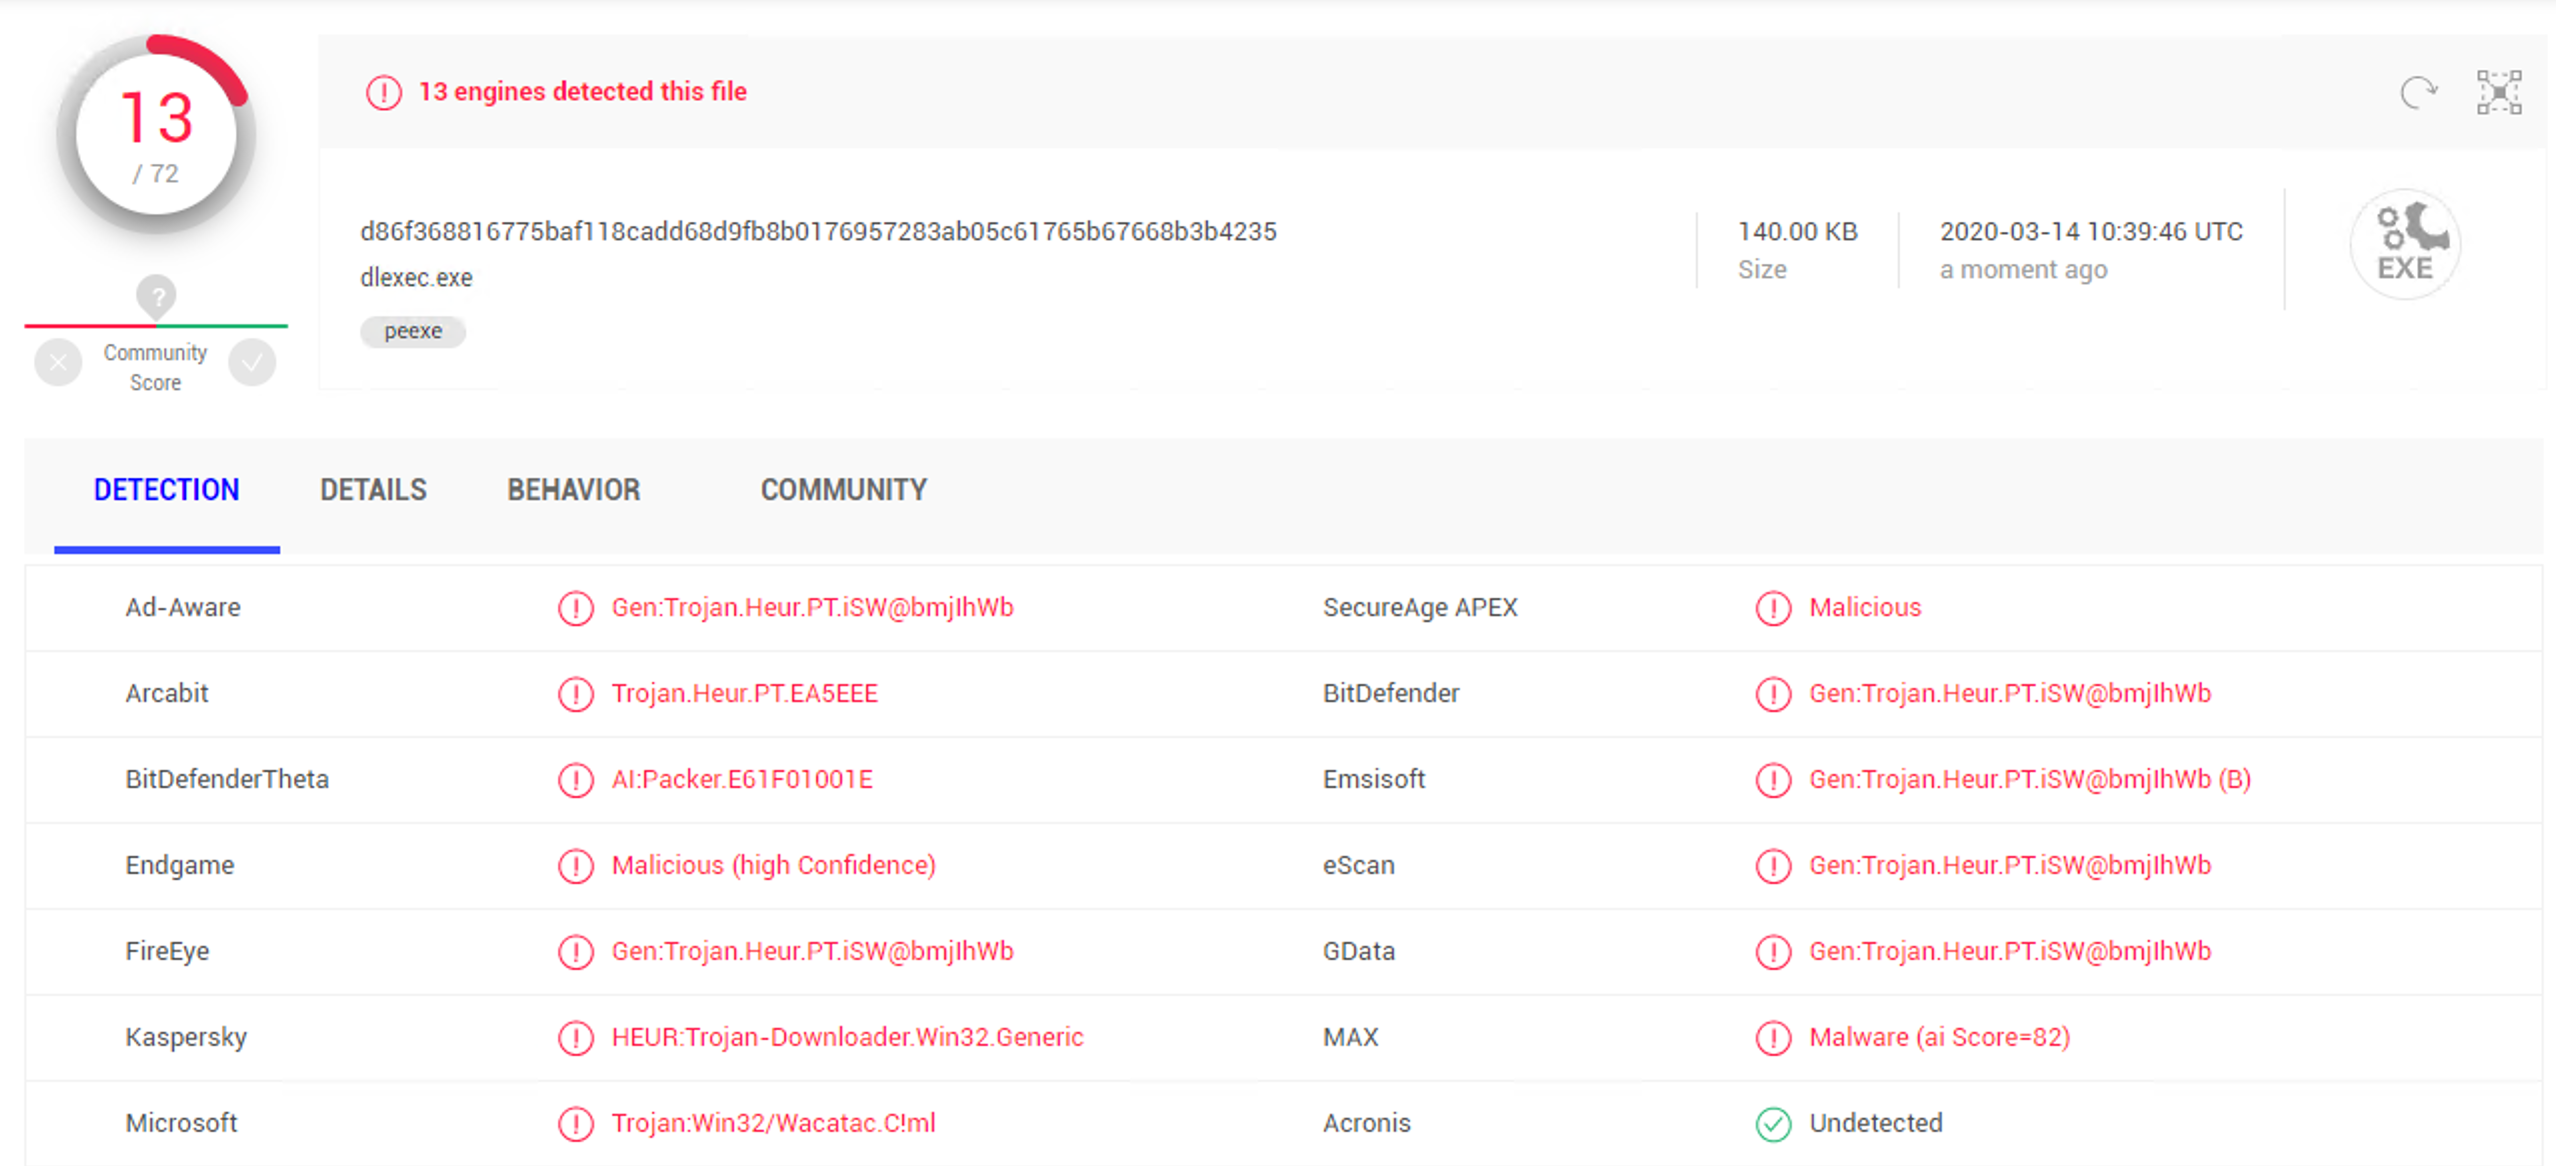 13
/ 72
?
Community
Score
13 engines detected this file
d86f368816775baf118cadd68d9fb8b0176957283ab05c61765b67668b3b4235
dlexec.exe
peexe
140.00 KB
Size
2020-03-14 10:39:46 UTC
a moment ago
EXE
DETECTION DETAILS BEHAVIOR COMMUNITY
Ad-Aware Gen:Trojan.Heur.PT.iSW@bmjIhWb SecureAge APEX Malicious
Arcabit Trojan.Heur.PT.EA5EEE BitDefender Gen:Trojan.Heur.PT.iSW@bmjIhWb
BitDefenderTheta AI:Packer.E61F01001E Emsisoft Gen:Trojan.Heur.PT.iSW@bmjIhWb (B)
Endgame Malicious (high Confidence) eScan Gen:Trojan.Heur.PT.iSW@bmjIhWb
FireEye Gen:Trojan.Heur.PT.iSW@bmjIhWb GData Gen:Trojan.Heur.PT.iSW@bmjIhWb
Kaspersky HEUR:Trojan-Downloader.Win32.Generic MAX Malware (ai Score=82)
Microsoft Trojan:Win32/Wacatac.C!ml Acronis Undetected